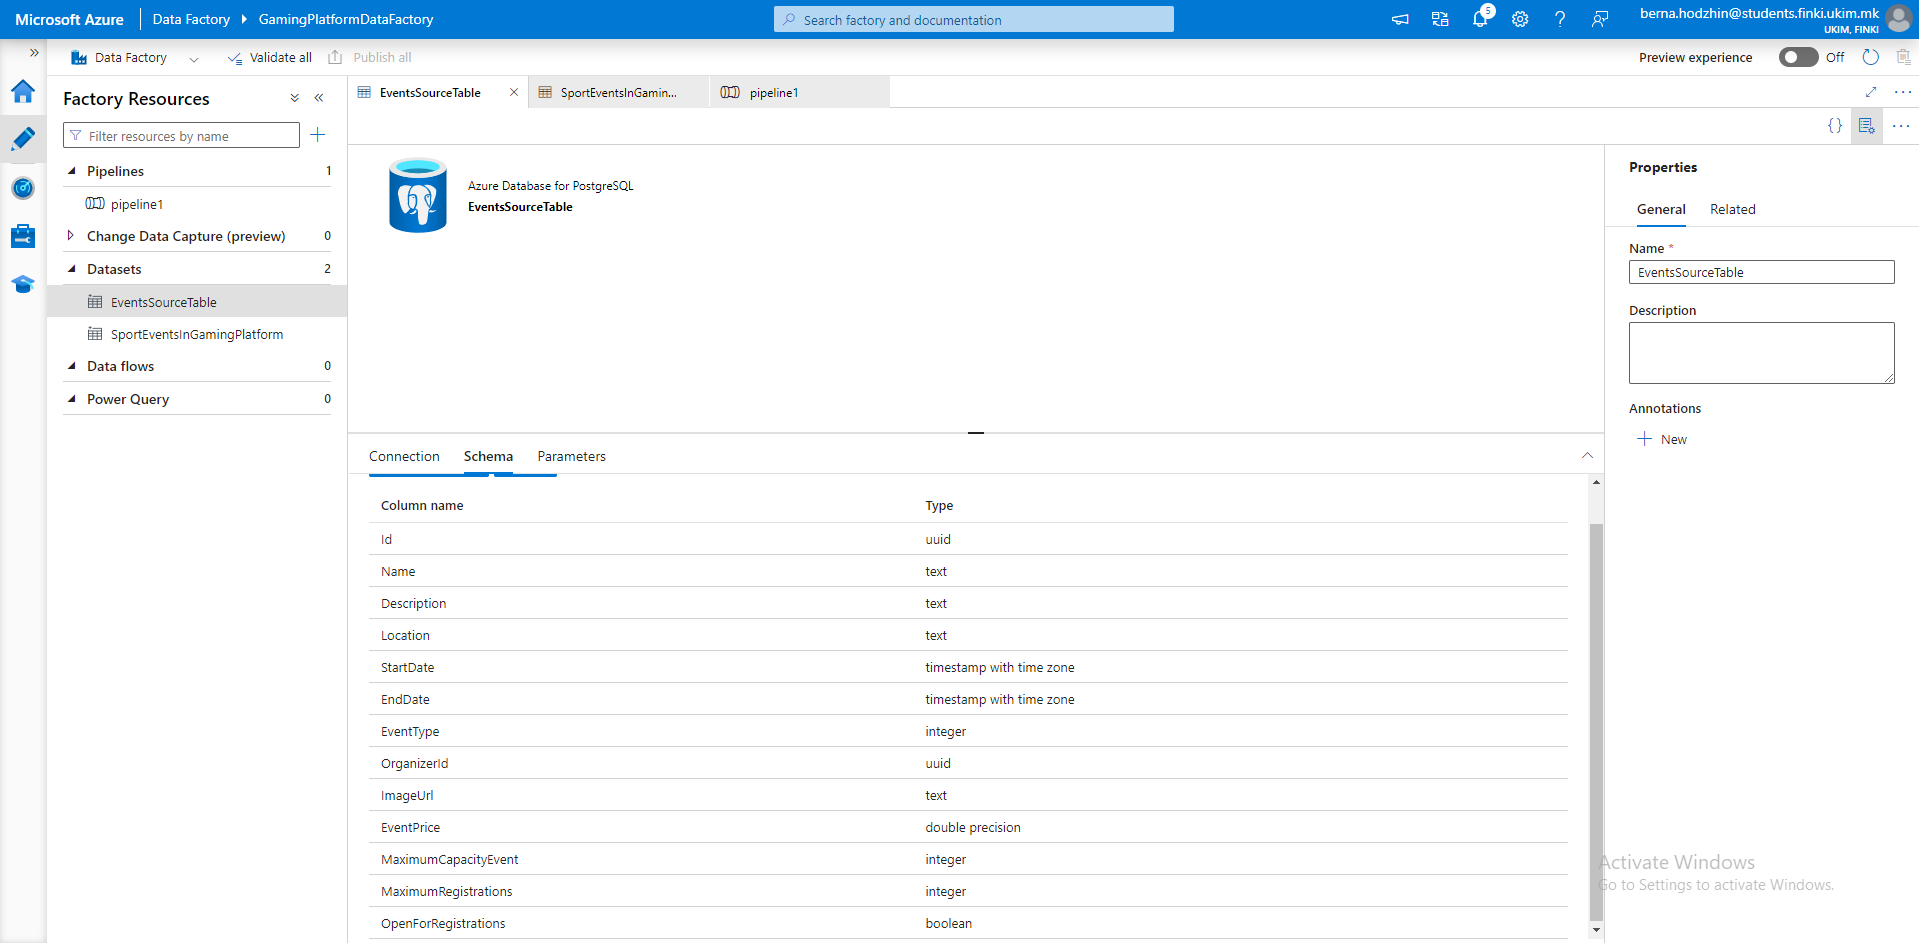 Microsoft Azure
Data Factory
GamingPlatformDataFactory
Search factory and documentation
5
berna.hodzhin@students.finki.ukim.mk
UKIM, FINKI
Data Factory
Validate all
Publish all
Preview experience
Off
Factory Resources
Filter resources by name
Pipelines 1
pipeline1
Change Data Capture (preview) 0
Datasets 2
EventsSourceTable
SportEventsInGamingPlatform
Data flows 0
Power Query 0
EventsSourceTable
SportEventsInGamin...
pipeline1
Azure Database for PostgreSQL
EventsSourceTable
Connection Schema Parameters
Column name Type
Id uuid
Name text
Description text
Location text
StartDate timestamp with time zone
EndDate timestamp with time zone
EventType integer
OrganizerId uuid
ImageUrl text
EventPrice double precision
MaximumCapacityEvent integer
MaximumRegistrations integer
OpenForRegistrations boolean
Properties
General Related
Name *
EventsSourceTable
Description
Annotations
New
Activate Windows
Go to Settings to activate Windows.